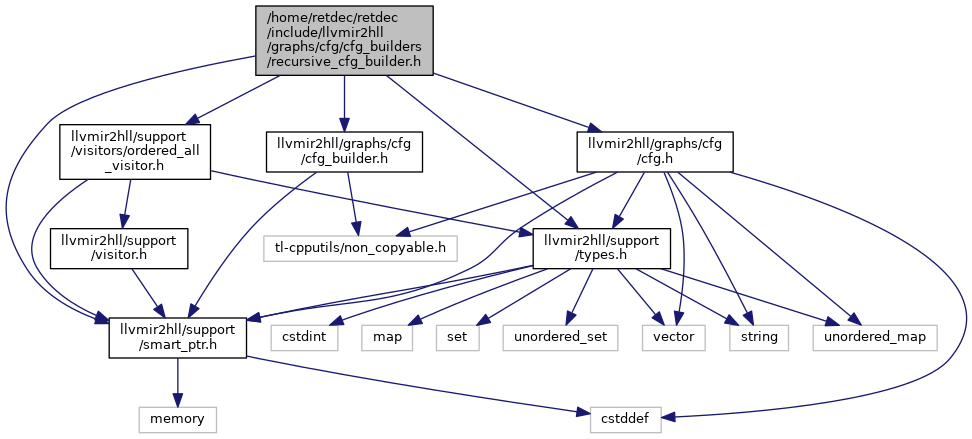 /home/retdec/retdec
/include/llvmir2hll
/graphs/cfg/cfg_builders
/recursive_cfg_builder.h
llvmir2hll/support
/visitors/ordered_all
_visitor.h
llvmir2hll/graphs/cfg
/cfg_builder.h
llvmir2hll/graphs/cfg
/cfg.h
llvmir2hll/support
/visitor.h
tl-cpputils/non_copyable.h
llvmir2hll/support
/types.h
llvmir2hll/support
/smart_ptr.h
cstdint
map
set
unordered_set
vector
string
unordered_map
memory
cstddef